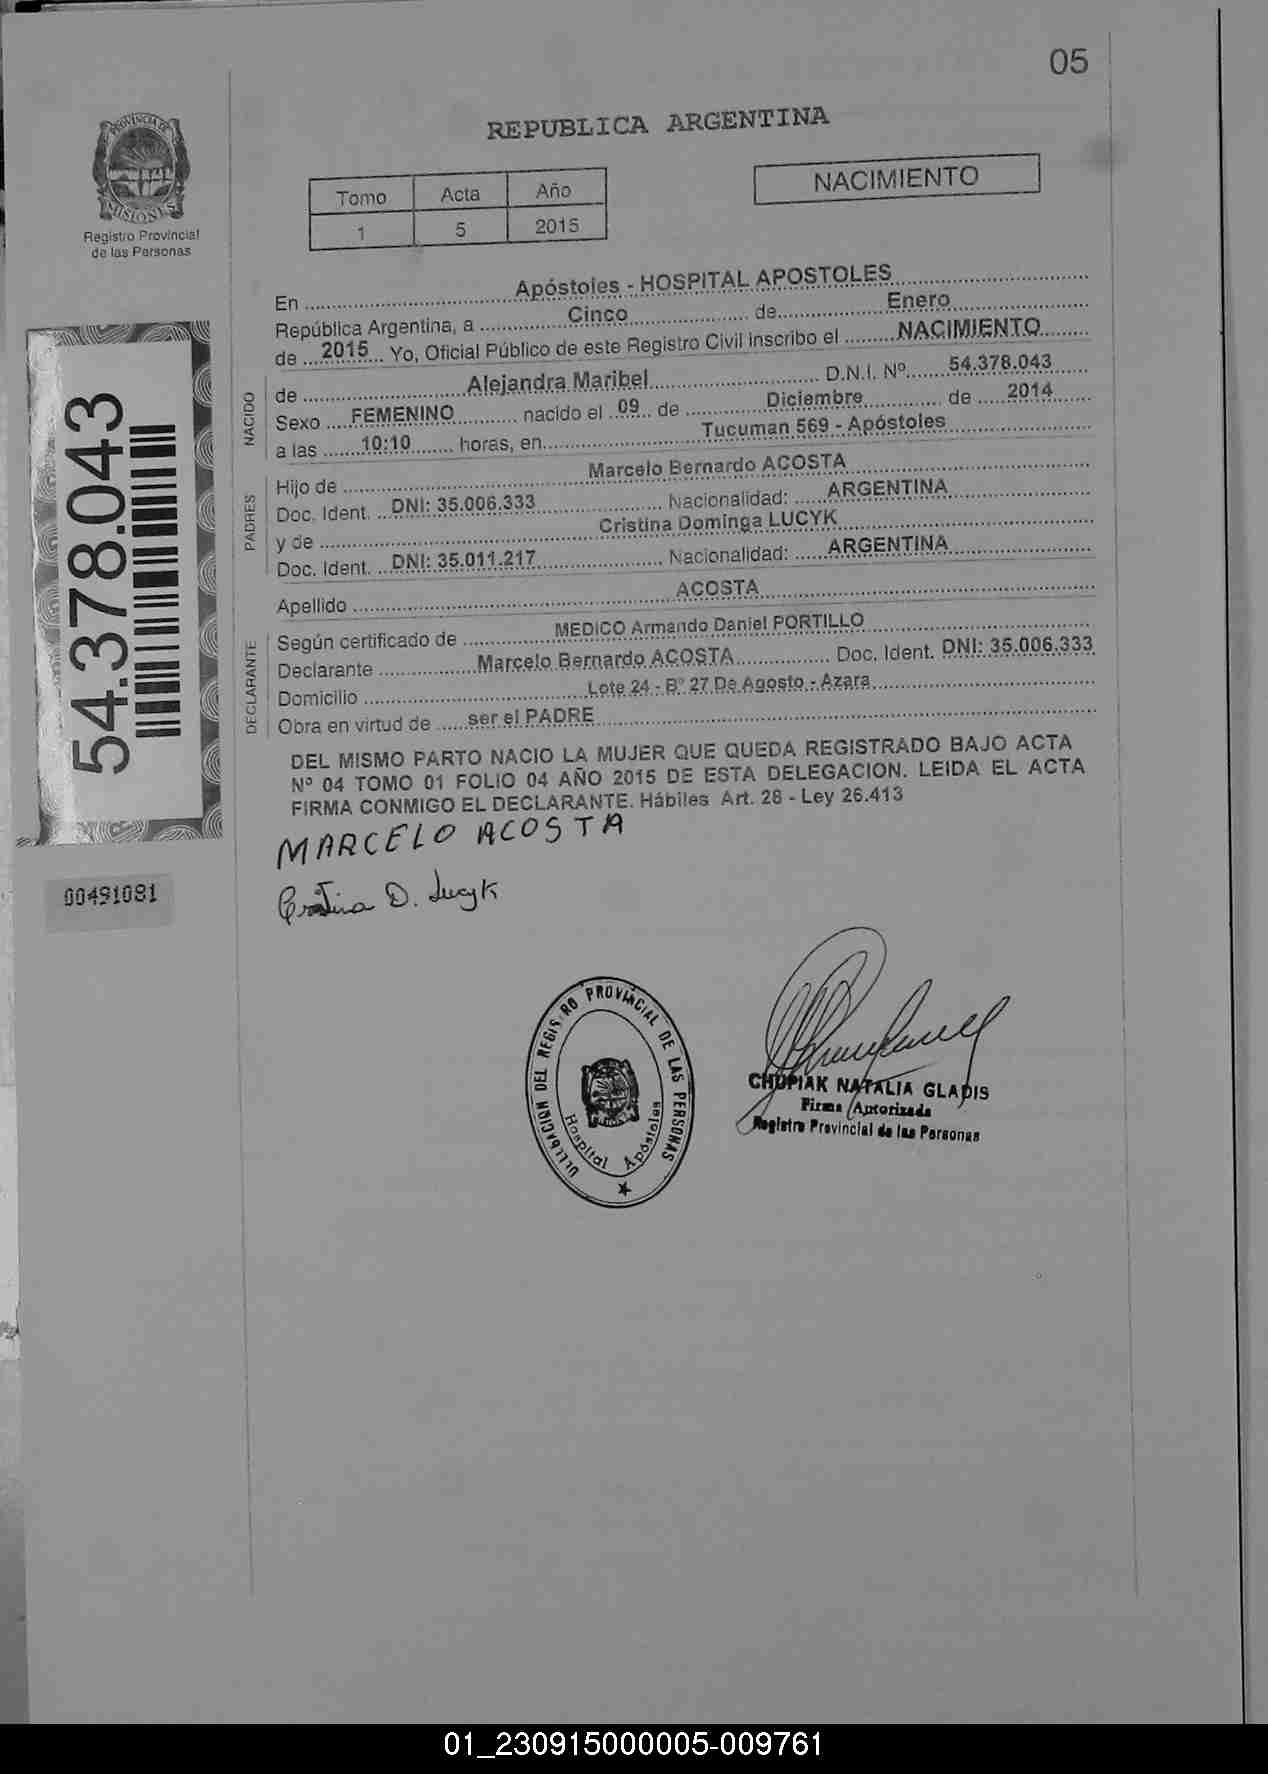 05
REPUBLICA ARGENTINA
PROVINCIA DE
MISIONES
Registro Provincial
de las Personas
Tomo Acta Año
1 5 2015
NACIMIENTO
En Apóstoles - HOSPITAL APOSTOLES
República Argentina, a Cinco de Enero
de 2015 Yo, Oficial Público de este Registro Civil inscribo el NACIMIENTO
NACIDO
de Alejandra Maribel D.N.I. Nº 54.378.043
Sexo FEMENINO nacido el 09 de Diciembre de 2014
a las 10:10 horas, en Tucuman 569 - Apóstoles
PADRES
Hijo de Marcelo Bernardo ACOSTA
Doc. Ident. DNI: 35.006.333 Nacionalidad: ARGENTINA
y de Cristina Dominga LUCYK
Doc. Ident. DNI: 35.011.217 Nacionalidad: ARGENTINA
Apellido ACOSTA
DECLARANTE
Según certificado de MEDICO Armando Daniel PORTILLO
Declarante Marcelo Bernardo ACOSTA Doc. Ident. DNI: 35.006.333
Domicilio Lote 24 - Bº 27 De Agosto - Azara
Obra en virtud de ser el PADRE
DEL MISMO PARTO NACIO LA MUJER QUE QUEDA REGISTRADO BAJO ACTA
Nº 04 TOMO 01 FOLIO 04 AÑO 2015 DE ESTA DELEGACION. LEIDA EL ACTA
FIRMA CONMIGO EL DECLARANTE. Hábiles Art. 28 - Ley 26.413
MARCELO ACOSTA
Cristina D. Lucyk
54.378.043
00491081
DELEGACION DEL REGISTRO PROVINCIAL DE LAS PERSONAS
Hospital Apóstoles
CHUPIAK NATALIA GLADIS
Firma Autorizada
Registro Provincial de las Personas
01_230915000005-009761